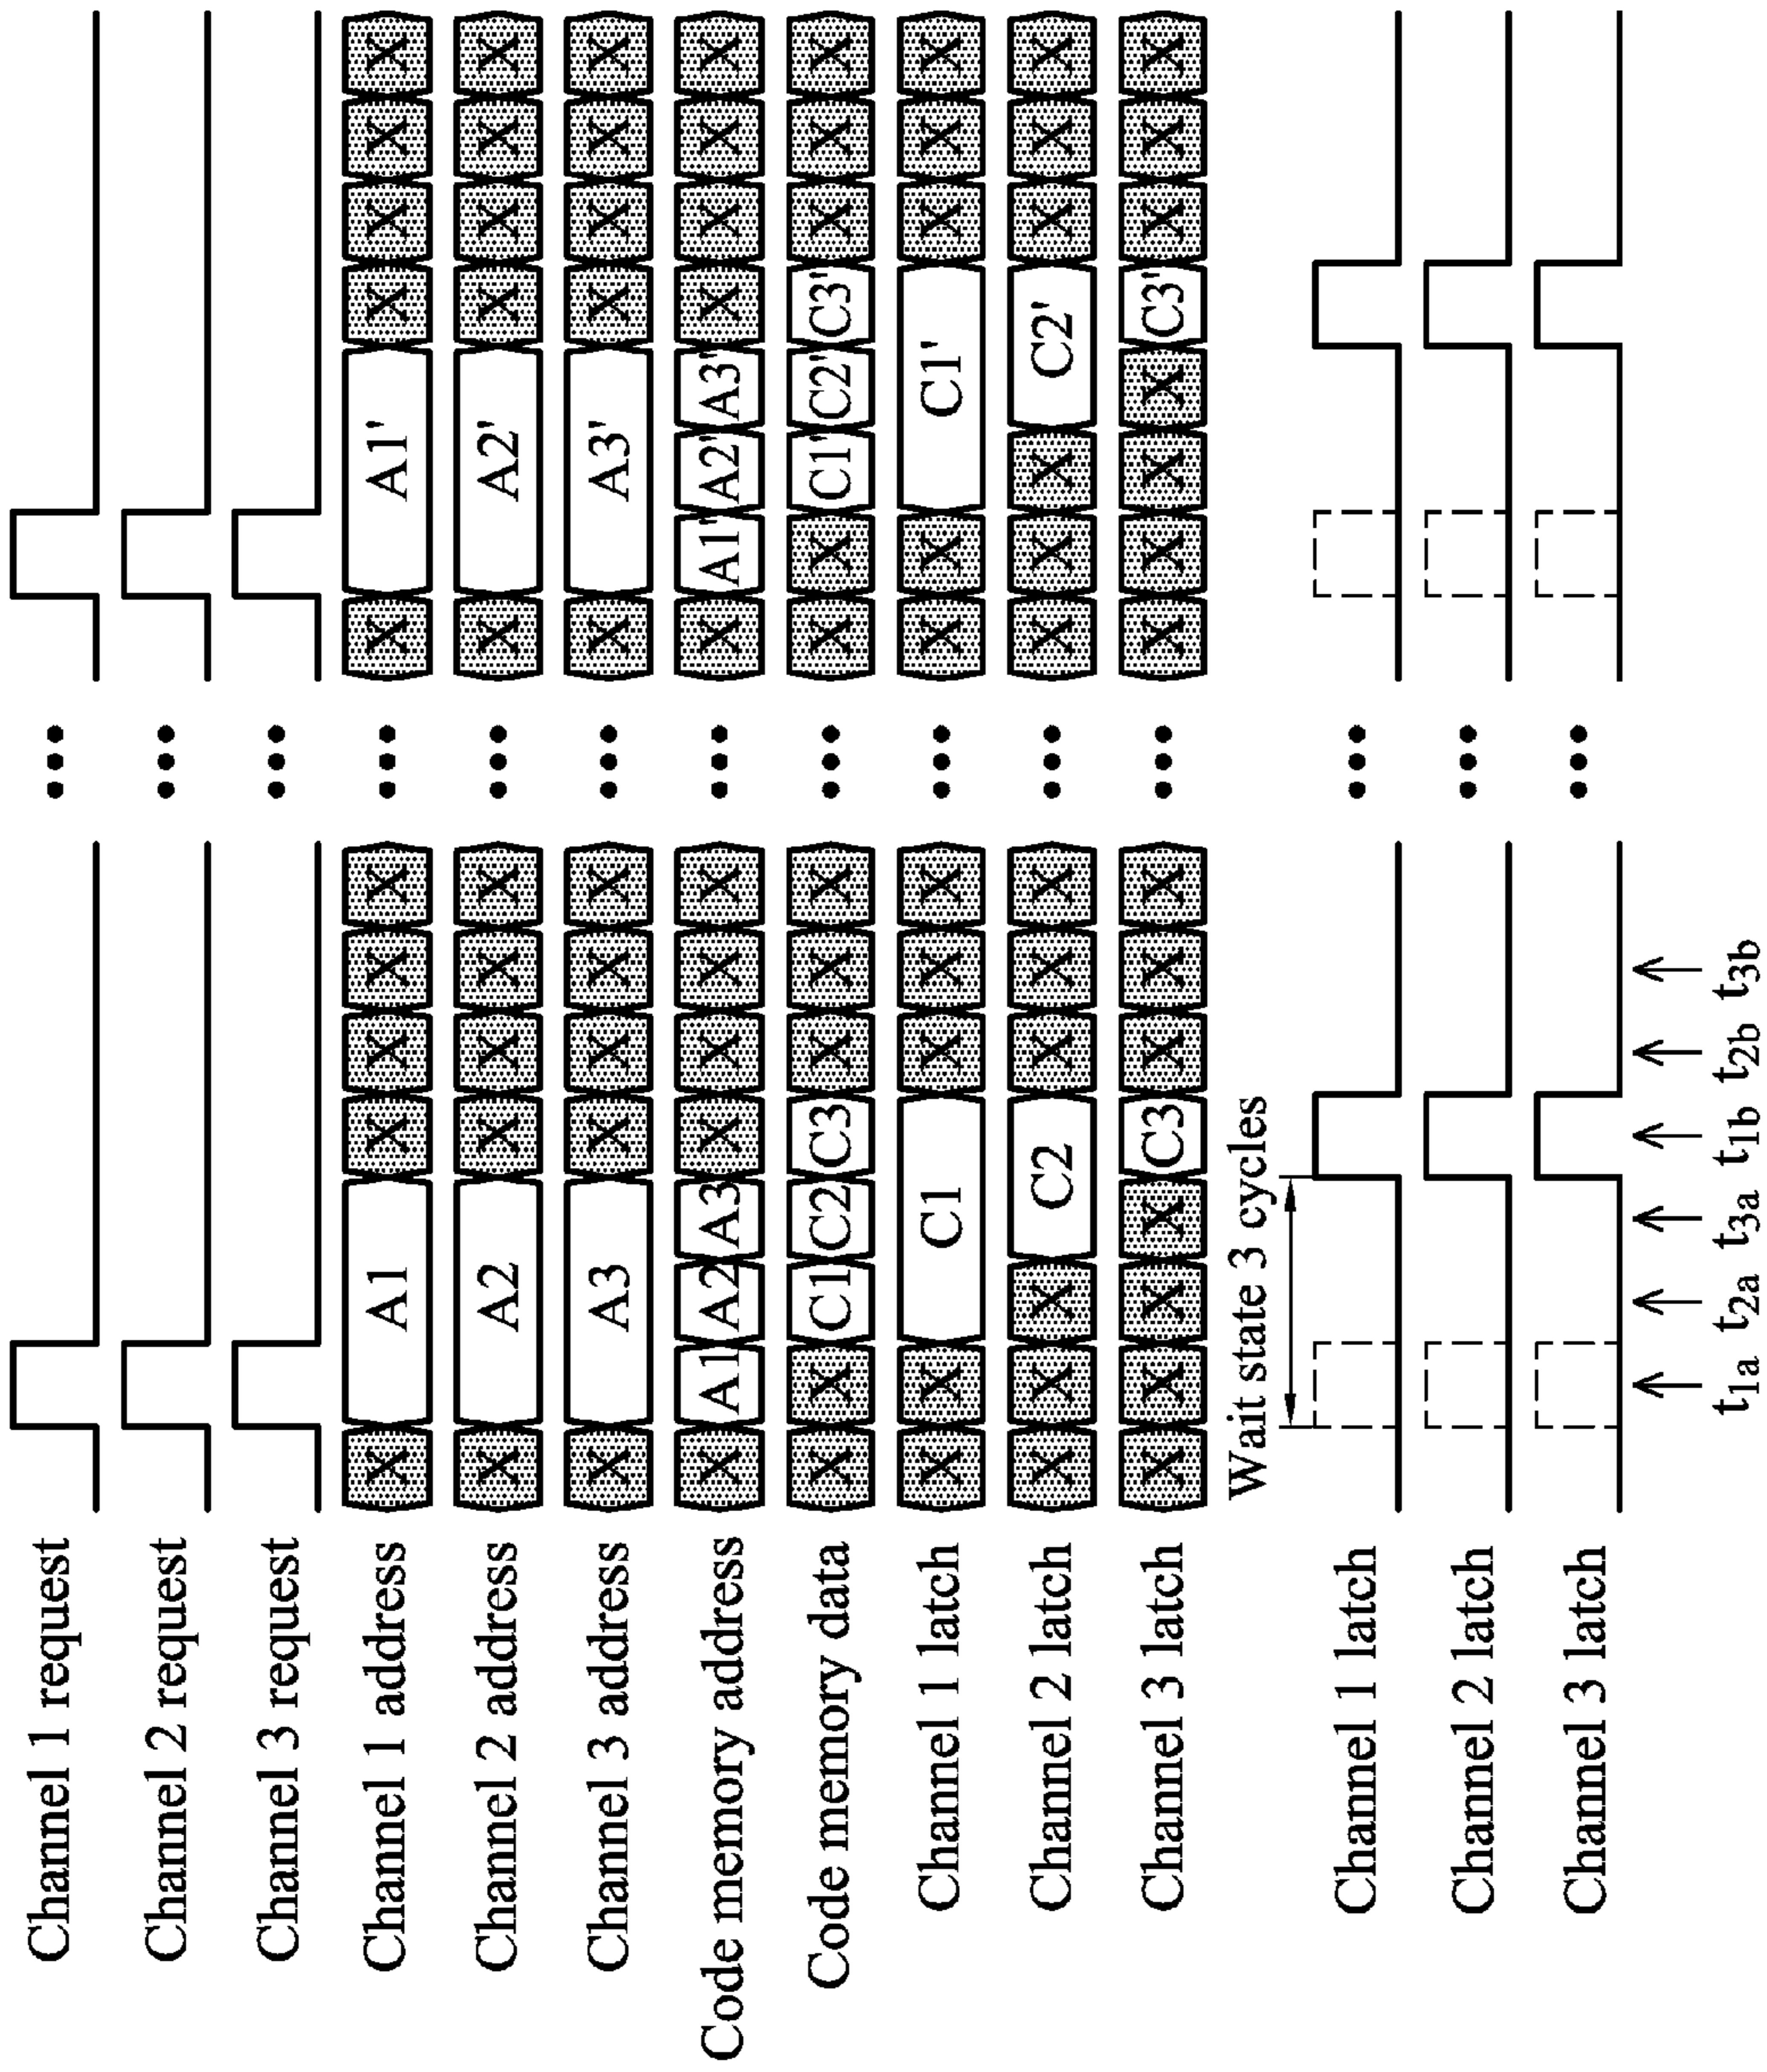 Channel 1 request ... 
Channel 2 request ...
Channel 3 request ...
Channel 1 address X A1 X X X X ... X A1' X X X X
Channel 2 address X A2 X X X X ... X A2' X X X X
Channel 3 address X A3 X X X X ... X A3' X X X X
Code memory address X A1 A2 A3 X X X X ... X A1' A2' A3' X X X X
Code memory data X X C1 C2 C3 X X X ... X X C1' C2' C3' X X X
Channel 1 latch X X C1 X X X ... X X C1' X X X
Channel 2 latch X X X C2 X X X ... X X X C2' X X X
Channel 3 latch X X X X C3 X X X ... X X X X C3' X X X
Wait state 3 cycles
Channel 1 latch ...
Channel 2 latch ...
Channel 3 latch ...
t1a t2a t3a t1b t2b t3b